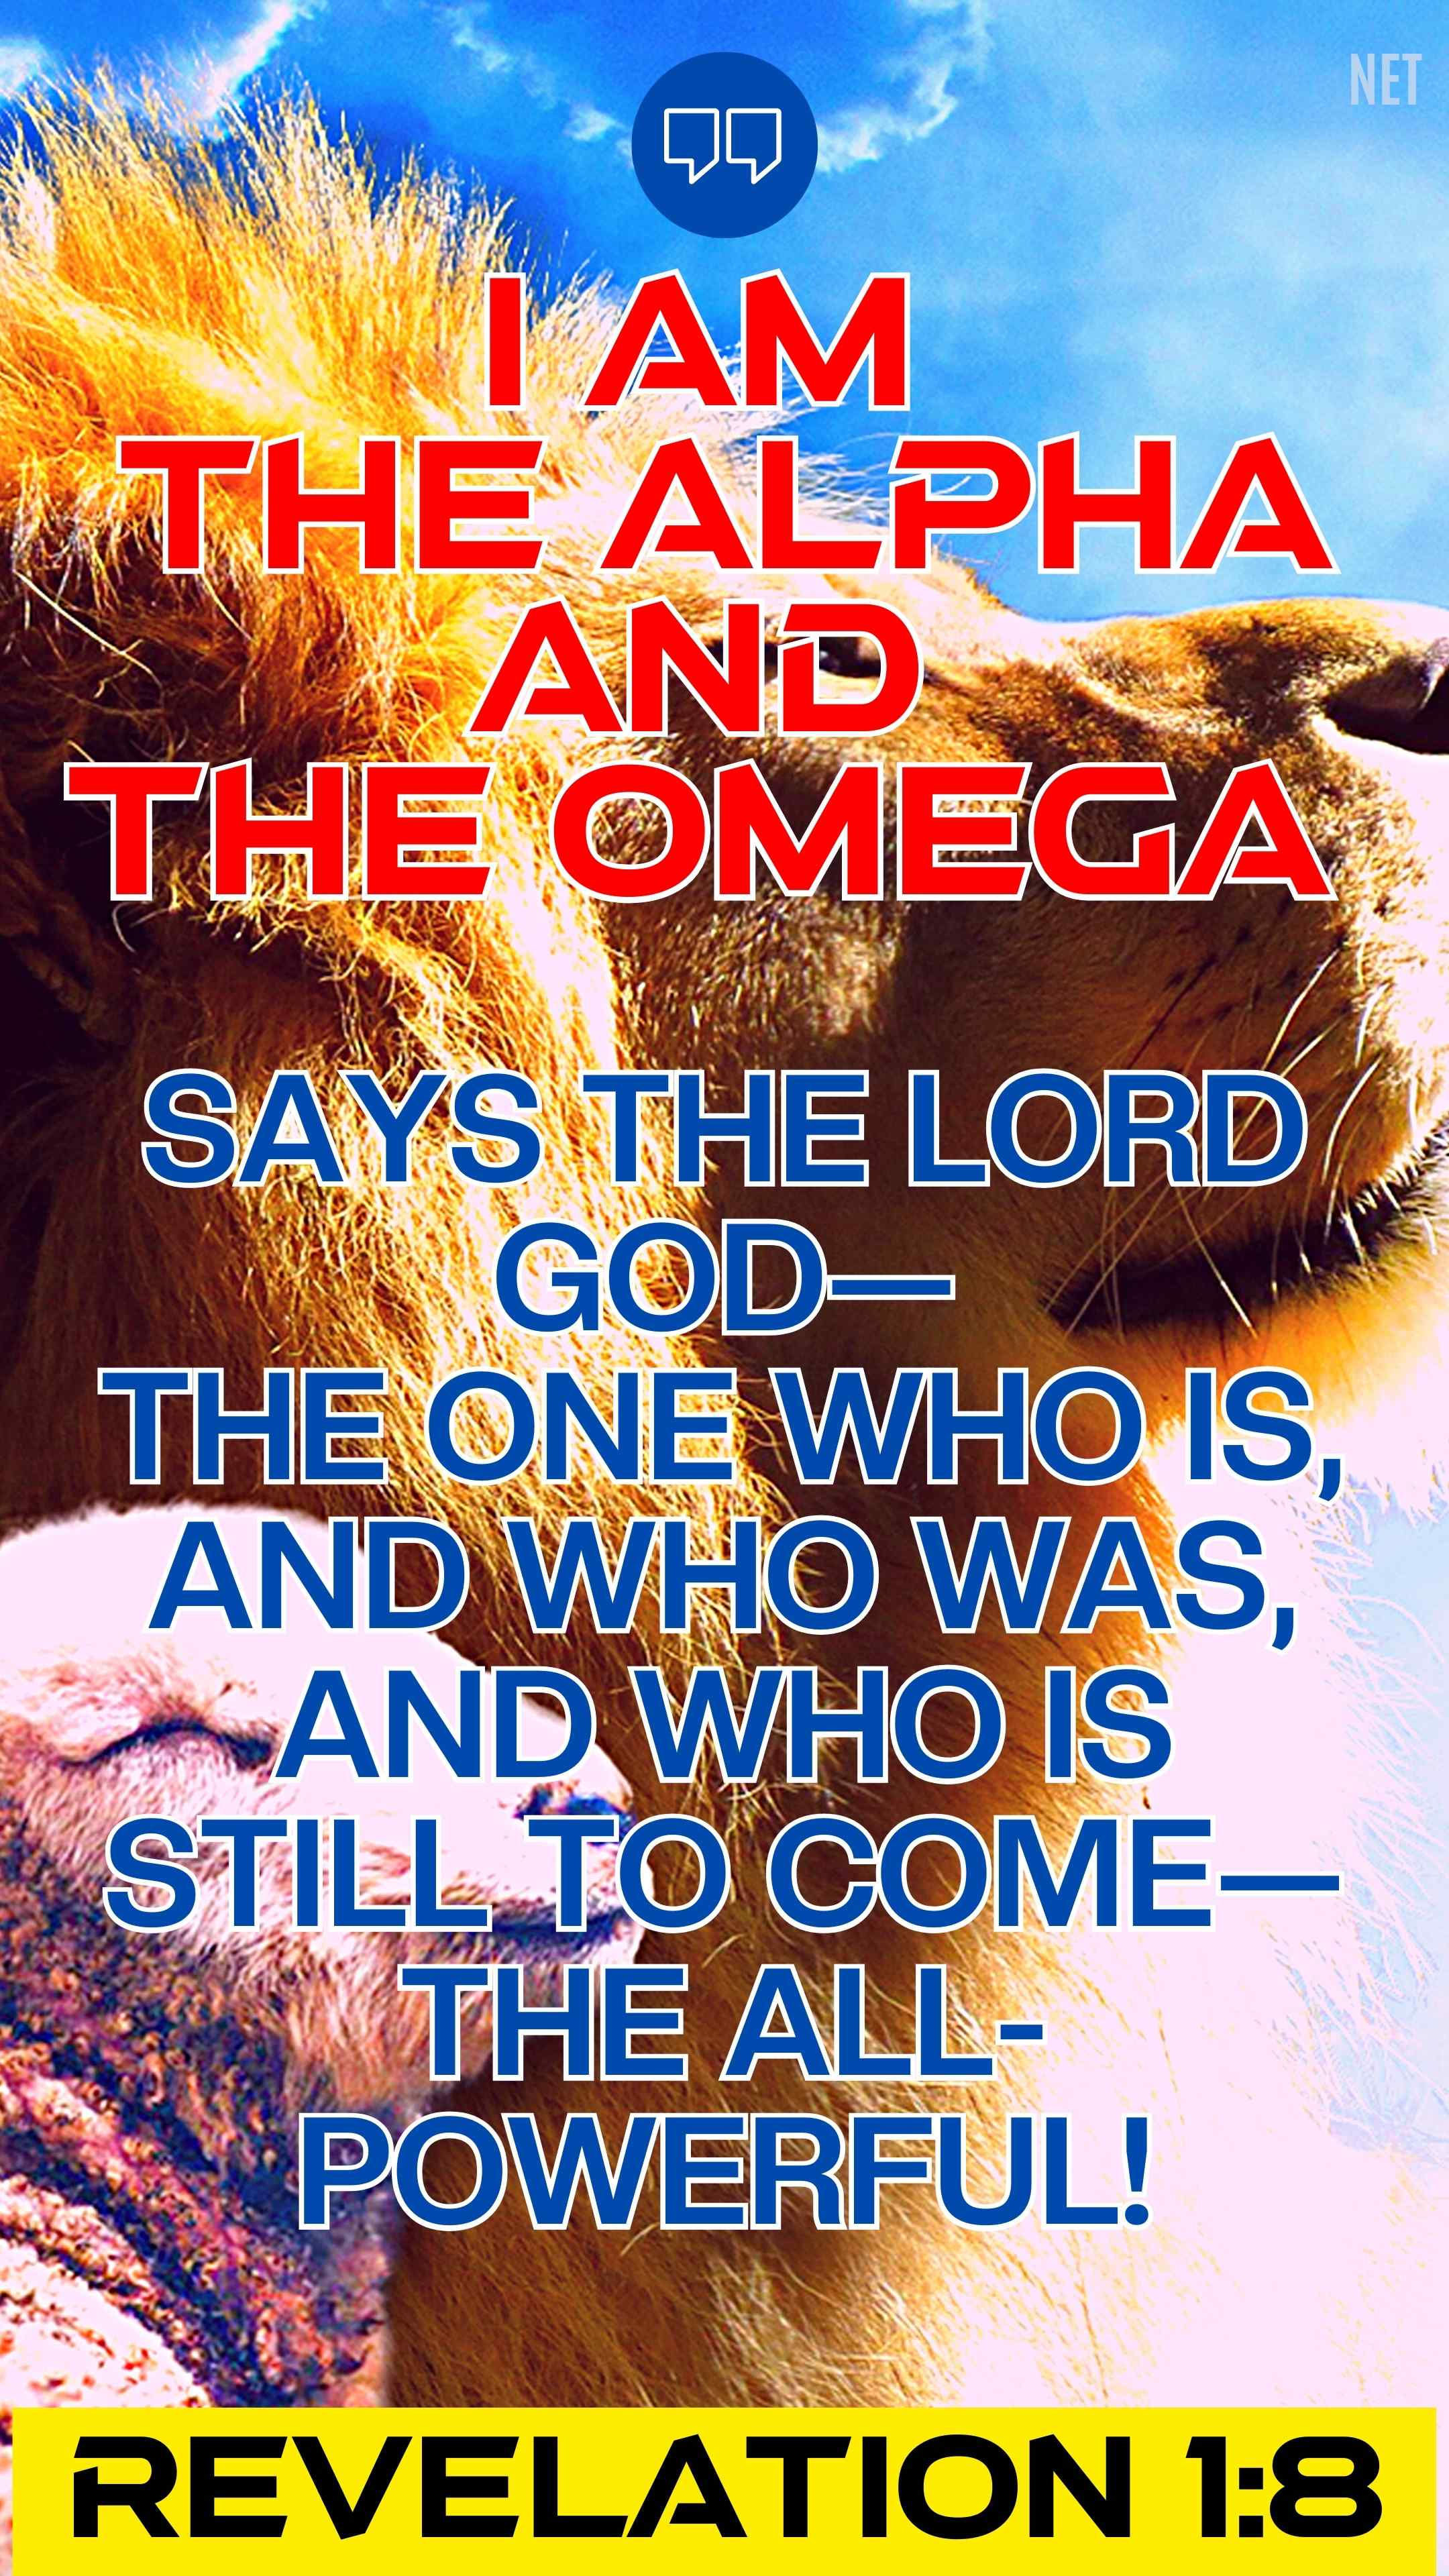 NET
I AM
THE ALPHA
AND
THE OMEGA
SAYS THE LORD
GOD—
THE ONE WHO IS,
AND WHO WAS,
AND WHO IS
STILL TO COME—
THE ALL-
POWERFUL!
REVELATION 1:8